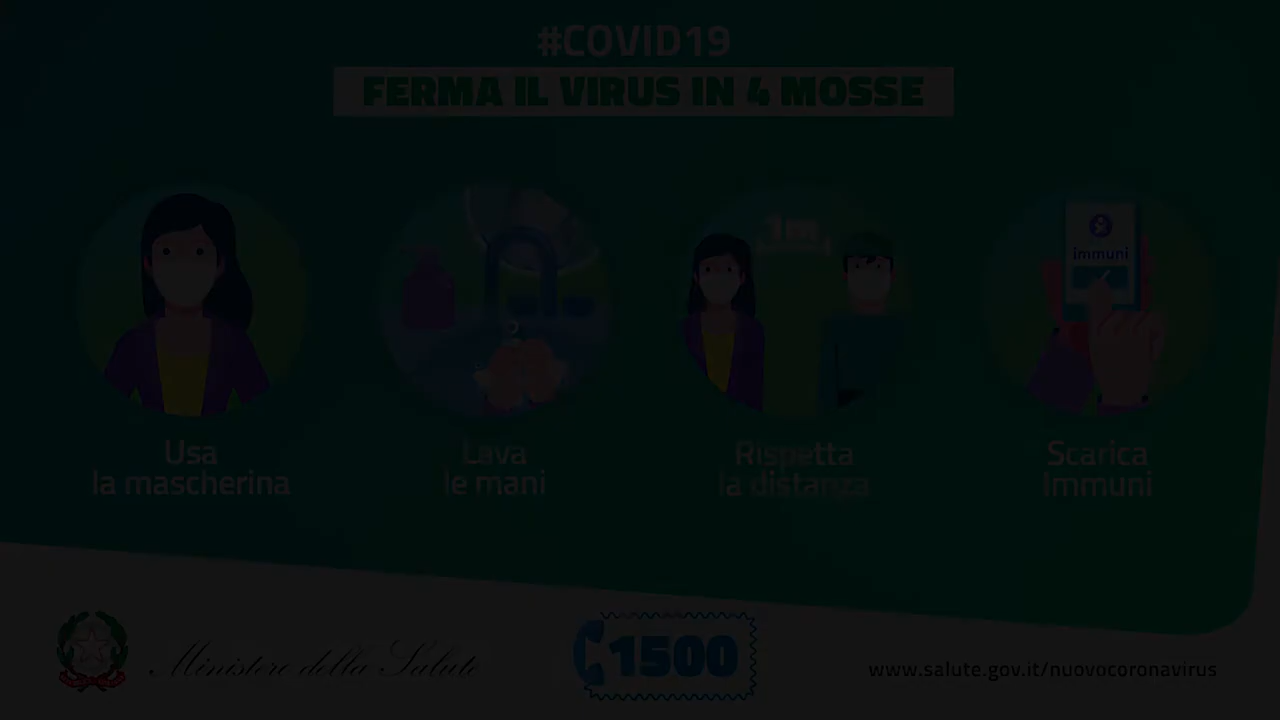 #COVID19
FERMA IL VIRUS IN 4 MOSSE
1m
immuni
Usa
la mascherina
Lava
le mani
Rispetta
la distanza
Scarica
Immuni
Ministero della Salute
1500
www.salute.gov.it/nuovocoronavirus